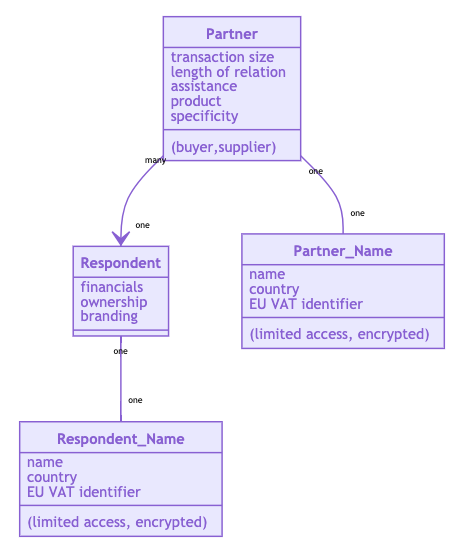 Partner
transaction size
length of relation
assistance
product
specificity
(buyer,supplier)
many
one
one
one
Respondent
financials
ownership
branding
Partner_Name
name
country
EU VAT identifier
(limited access, encrypted)
one
one
Respondent_Name
name
country
EU VAT identifier
(limited access, encrypted)